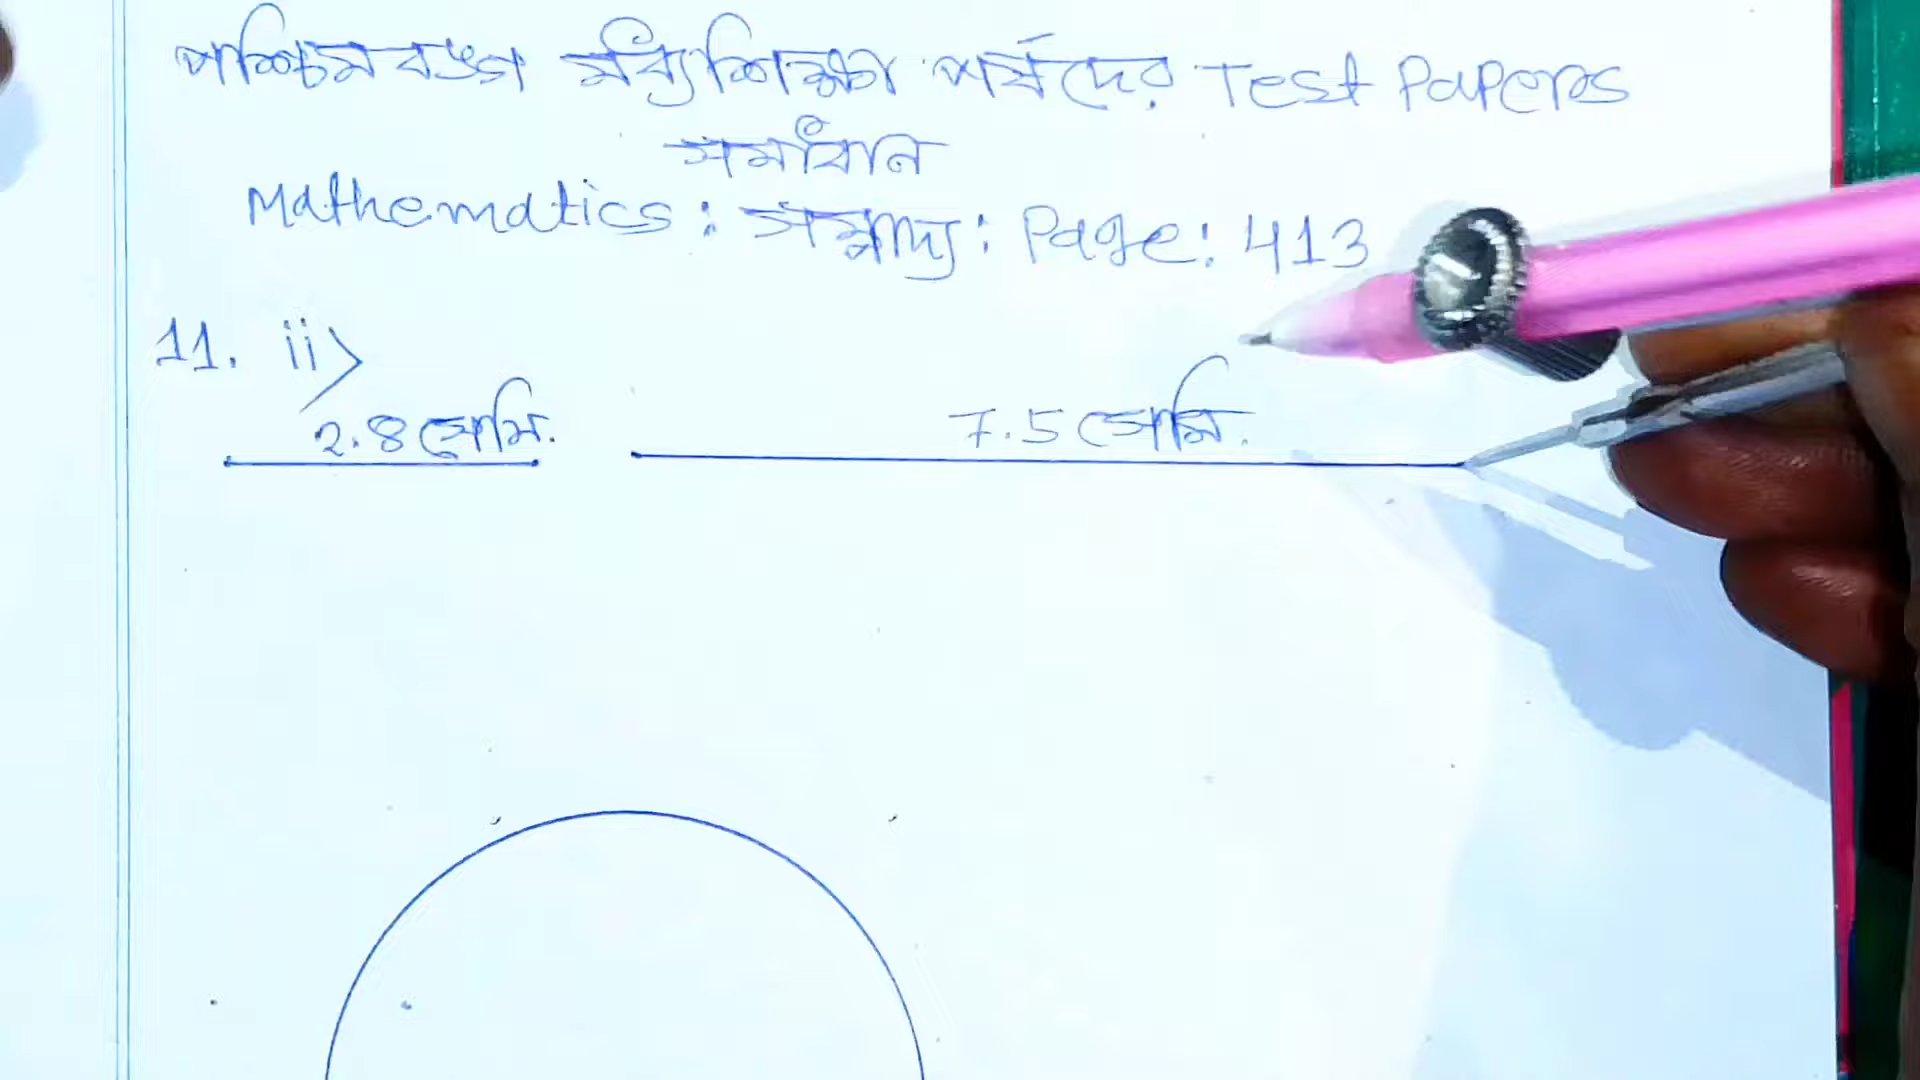 পশ্চিমবঙ্গ মধ্যশিক্ষা পর্ষদের Test Papers
সমাধান
Mathematics: সম্পাদ্য: Page: 413
11. ii>
2.8 সেমি. 7.5 সেমি.